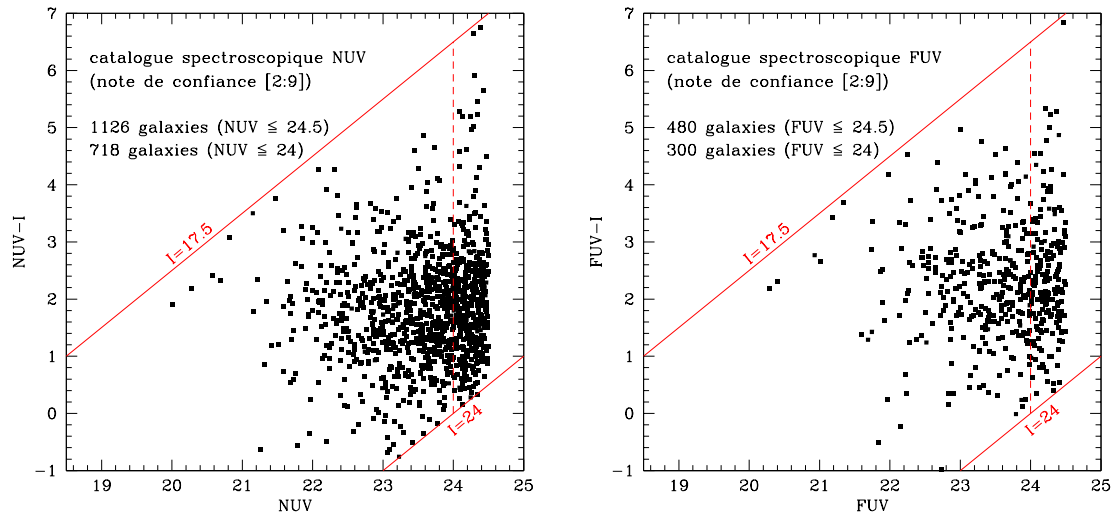 catalogue spectroscopique NUV
(note de confiance [2:9])
1126 galaxies (NUV ≦ 24.5)
718 galaxies (NUV ≦ 24)
I=17.5
I=24
NUV−I
7
6
5
4
3
2
1
0
−1
19 20 21 22 23 24 25
NUV
catalogue spectroscopique FUV
(note de confiance [2:9])
480 galaxies (FUV ≦ 24.5)
300 galaxies (FUV ≦ 24)
I=17.5
I=24
FUV−I
7
6
5
4
3
2
1
0
−1
19 20 21 22 23 24 25
FUV